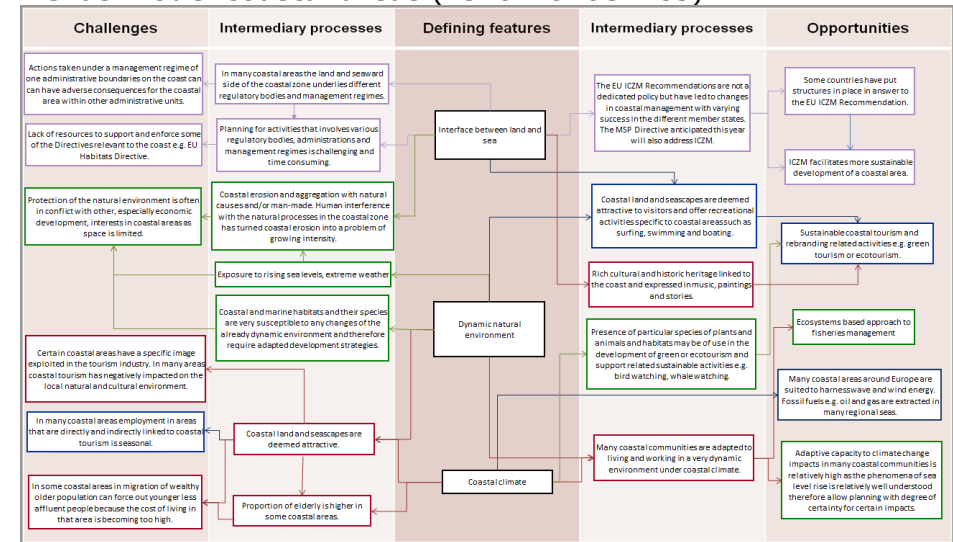 Challenges
Intermediary processes
Defining features
Intermediary processes
Opportunities
Actions taken under a management regime of
one administrative boundaries on the coast can
can have adverse consequences for the coastal
area within other administrative units.
Lack of resources to support and enforce some
of the Directives relevant to the coast e.g. EU
Habitats Directive.
Protection of the natural environment is often
in conflict with other, especially economic
development, interests in coastal areas as
space is limited.
Certain coastal areas have a specific image
exploited in the tourism industry. In many areas
coastal tourism has negatively impacted on the
local natural and cultural environment.
In many coastal areas employment in areas
that are directly and indirectly linked to coastal
tourism is seasonal.
In some coastal areas in migration of wealthy
older population can force out younger less
affluent people because the cost of living in
that area is becoming too high.
In many coastal areas the land and seaward
side of the coastal zone underlies different
regulatory bodies and management regimes.
Planning for activities that involves various
regulatory bodies, administrations and
management regimes is challenging and
time consuming.
Coastal erosion and aggregation with natural
causes and/or man-made. Human interference
with the natural processes in the coastal zone
has turned coastal erosion into a problem of
growing intensity.
Exposure to rising sea levels, extreme weather
Coastal and marine habitats and their species
are very susceptible to any changes of the
already dynamic environment and therefore
require adapted development strategies.
Coastal land and seascapes are
deemed attractive.
Proportion of elderly is higher in
some coastal areas.
Interface between land and
sea
Dynamic natural
environment
Coastal climate
The EU ICZM Recommendations are not a
dedicated policy but have led to changes
in coastal management with varying
success in the different member states.
The MSP Directive anticipated this year
will also address ICZM.
Coastal land and seascapes are deemed
attractive to visitors and offer recreational
activities specific to coastal areas such as
surfing, swimming and boating.
Rich cultural and historic heritage linked to
the coast and expressed in music, paintings
and stories.
Presence of particular species of plants and
animals and habitats may be of use in the
development of green or ecotourism and
support related sustainable activities e.g.
bird watching, whale watching.
Many coastal communities are adapted to
living and working in a very dynamic
environment under coastal climate.
Some countries have put
structures in place in answer to
the EU ICZM Recommendation.
ICZM facilitates more sustainable
development of a coastal area.
Sustainable coastal tourism and
rebranding related activities e.g. green
tourism or ecotourism.
Ecosystems based approach to
fisheries management
Many coastal areas around Europe are
suited to harness wave and wind energy.
Fossil fuels e.g. oil and gas are extracted in
many regional seas.
Adaptive capacity to climate change
impacts in many coastal communities is
relatively high as the phenomena of sea
level rise is relatively well understood
therefore allow planning with degree of
certainty for certain impacts.